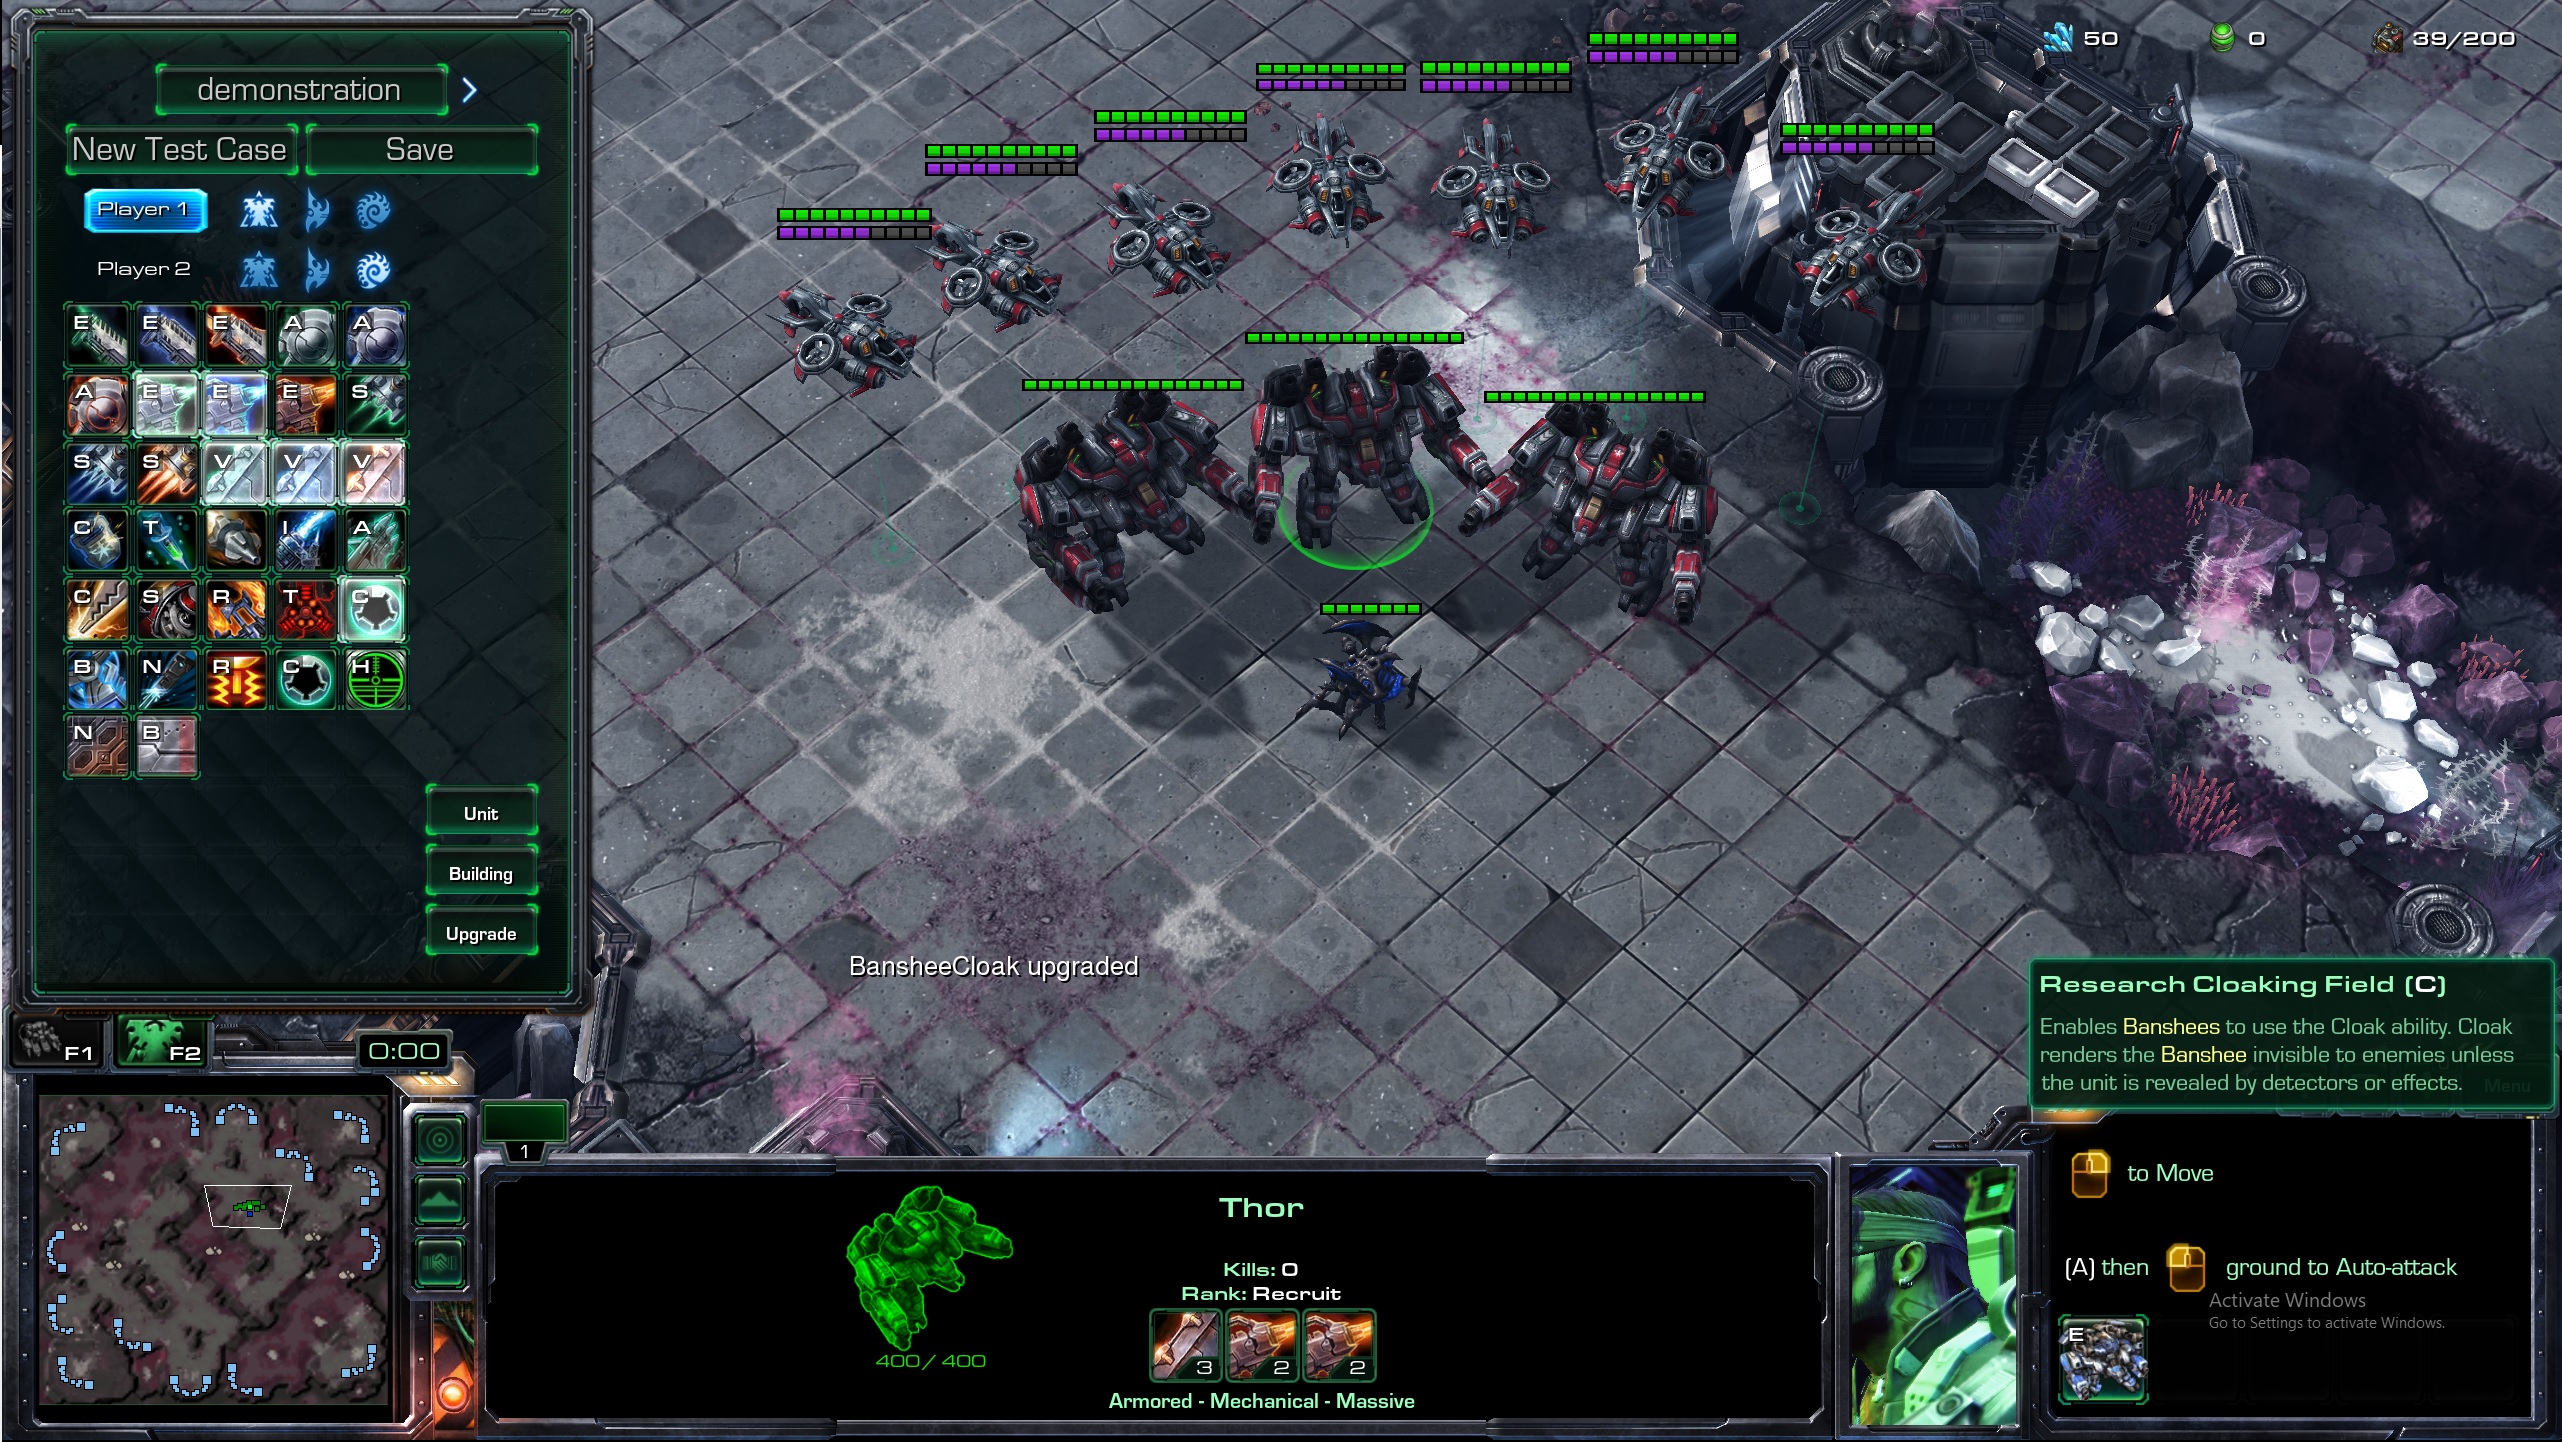 demonstration
New Test Case
Save
Player 1
Player 2
E E E A A
A E E E S
S S V V V
C T I A
C S R T C
B N R C H
N B
Unit
Building
Upgrade
50
0
39/200
BansheeCloak upgraded
Research Cloaking Field (C)
Enables Banshees to use the Cloak ability. Cloak
renders the Banshee invisible to enemies unless
the unit is revealed by detectors or effects.
Menu
F1
F2
0:00
1
Thor
Kills: 0
Rank: Recruit
3
2
2
400/400
Armored - Mechanical - Massive
to Move
(A) then
ground to Auto-attack
Activate Windows
Go to Settings to activate Windows.
E